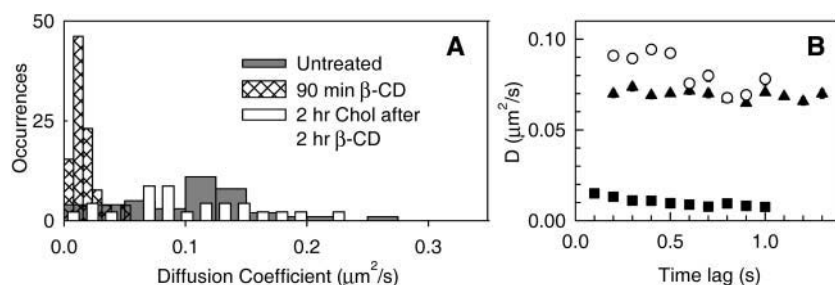 A
B
50
25
0
Occurrences
Untreated
90 min β-CD
2 hr Chol after
2 hr β-CD
0.0 0.1 0.2 0.3
Diffusion Coefficient (μm²/s)
0.10
0.05
0.00
D (μm²/s)
0.0 0.5 1.0
Time lag (s)